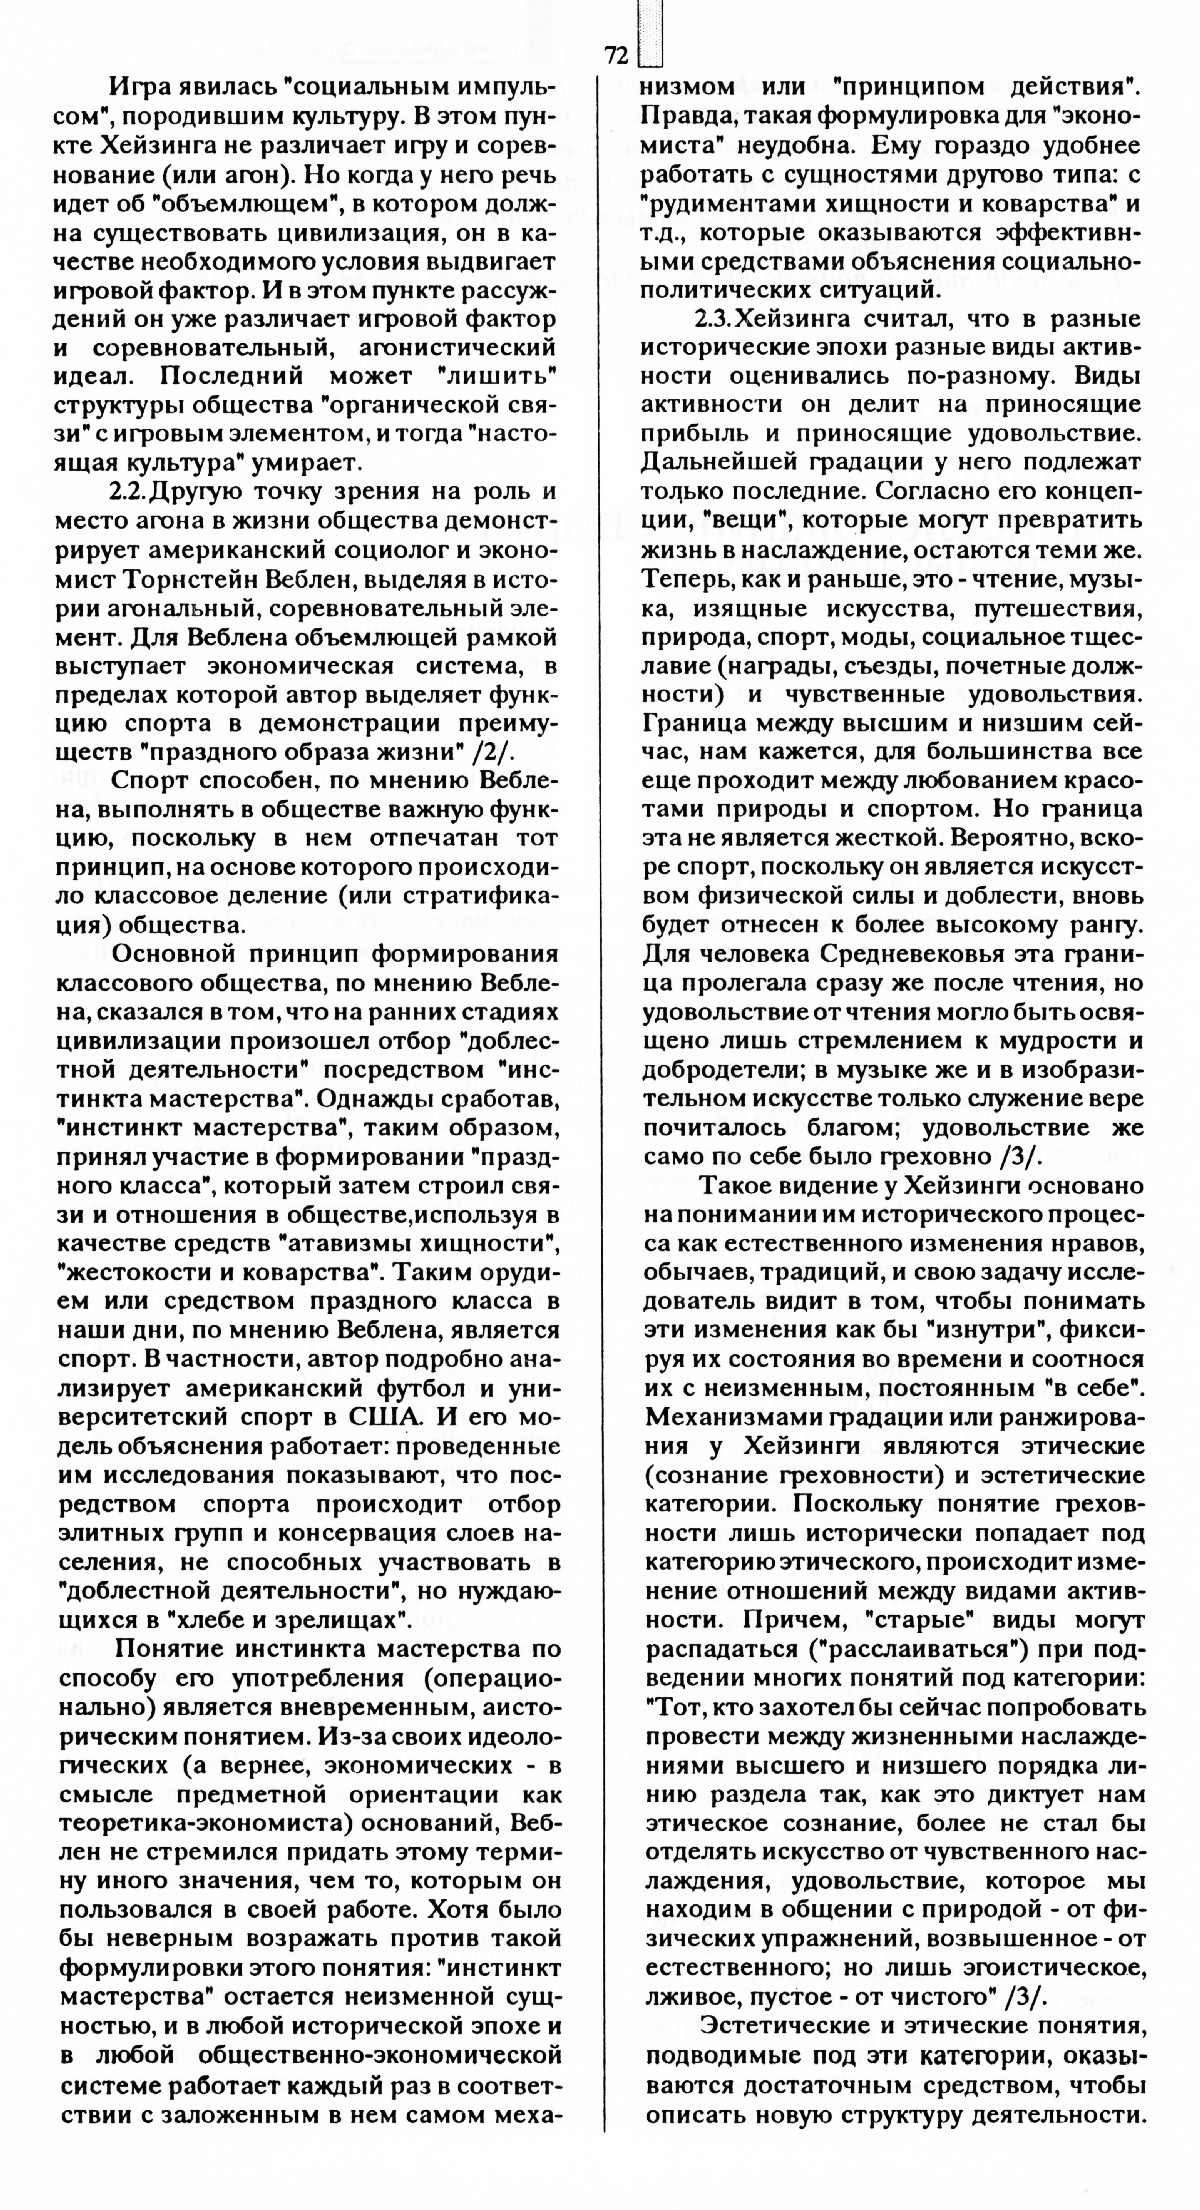 72
Игра явилась "социальным импуль-
сом", породившим культуру. В этом пун-
кте Хейзинга не различает игру и сорев-
нование (или агон). Но когда у него речь
идет об "объемлющем", в котором долж-
на существовать цивилизация, он в ка-
честве необходимого условия выдвигает
игровой фактор. И в этом пункте рассуж-
дений он уже различает игровой фактор
и соревновательный, агонистический
идеал. Последний может "лишить"
структуры общества "органической свя-
зи" с игровым элементом, и тогда "насто-
ящая культура" умирает.
2.2.Другую точку зрения на роль и
место агона в жизни общества демонст-
рирует американский социолог и эконо-
мист Торнстейн Веблен, выделяя в исто-
рии агональный, соревновательный эле-
мент. Для Веблена объемлющей рамкой
выступает экономическая система, в
пределах которой автор выделяет функ-
цию спорта в демонстрации преиму-
ществ "праздного образа жизни" /2/.
Спорт способен, по мнению Вебле-
на, выполнять в обществе важную функ-
цию, поскольку в нем отпечатан тот
принцип, на основе которого происходи-
ло классовое деление (или стратифика-
ция) общества.
Основной принцип формирования
классового общества, по мнению Вебле-
на, сказался в том, что на ранних стадиях
цивилизации произошел отбор "доблес-
тной деятельности" посредством "инс-
тинкта мастерства". Однажды сработав,
"инстинкт мастерства", таким образом,
принял участие в формировании "празд-
ного класса", который затем строил свя-
зи и отношения в обществе,используя в
качестве средств "атавизмы хищности",
"жестокости и коварства". Таким оруди-
ем или средством праздного класса в
наши дни, по мнению Веблена, является
спорт. В частности, автор подробно ана-
лизирует американский футбол и уни-
верситетский спорт в США. И его мо-
дель объяснения работает: проведенные
им исследования показывают, что пос-
редством спорта происходит отбор
элитных групп и консервация слоев на-
селения, не способных участвовать в
"доблестной деятельности", но нуждаю-
щихся в "хлебе и зрелищах".
Понятие инстинкта мастерства по
способу его употребления (операцио-
нально) является вневременным, аисто-
рическим понятием. Из-за своих идеоло-
гических (а вернее, экономических - в
смысле предметной ориентации как
теоретика-экономиста) оснований, Веб-
лен не стремился придать этому терми-
ну иного значения, чем то, которым он
пользовался в своей работе. Хотя было
бы неверным возражать против такой
формулировки этого понятия: "инстинкт
мастерства" остается неизменной сущ-
ностью, и в любой исторической эпохе и
в любой общественно-экономической
системе работает каждый раз в соответ-
ствии с заложенным в нем самом меха-
низмом или "принципом действия".
Правда, такая формулировка для "эконо-
миста" неудобна. Ему гораздо удобнее
работать с сущностями другово типа: с
"рудиментами хищности и коварства" и
т.д., которые оказываются эффективн-
ыми средствами объяснения социально-
политических ситуаций.
2.3.Хейзинга считал, что в разные
исторические эпохи разные виды актив-
ности оценивались по-разному. Виды
активности он делит на приносящие
прибыль и приносящие удовольствие.
Дальнейшей градации у него подлежат
только последние. Согласно его концеп-
ции, "вещи", которые могут превратить
жизнь в наслаждение, остаются теми же.
Теперь, как и раньше, это - чтение, музы-
ка, изящные искусства, путешествия,
природа, спорт, моды, социальное тщес-
лавие (награды, съезды, почетные долж-
ности) и чувственные удовольствия.
Граница между высшим и низшим сей-
час, нам кажется, для большинства все
еще проходит между любованием красо-
тами природы и спортом. Но граница
эта не является жесткой. Вероятно, вско-
ре спорт, поскольку он является искусст-
вом физической силы и доблести, вновь
будет отнесен к более высокому рангу.
Для человека Средневековья эта грани-
ца пролегала сразу же после чтения, но
удовольствие от чтения могло быть освя-
щено лишь стремлением к мудрости и
добродетели; в музыке же и в изобрази-
тельном искусстве только служение вере
почиталось благом; удовольствие же
само по себе было греховно /3/.
Такое видение у Хейзинги основано
на понимании им исторического процес-
са как естественного изменения нравов,
обычаев, традиций, и свою задачу иссле-
дователь видит в том, чтобы понимать
эти изменения как бы "изнутри", фикси-
руя их состояния во времени и соотнося
их с неизменным, постоянным "в себе".
Механизмами градации или ранжирова-
ния у Хейзинги являются этические
(сознание греховности) и эстетические
категории. Поскольку понятие грехов-
ности лишь исторически попадает под
категорию этического, происходит изме-
нение отношений между видами актив-
ности. Причем, "старые" виды могут
распадаться ("расслаиваться") при под-
ведении многих понятий под категории:
"Тот, кто захотел бы сейчас попробовать
провести между жизненными наслажде-
ниями высшего и низшего порядка ли-
нию раздела так, как это диктует нам
этическое сознание, более не стал бы
отделять искусство от чувственного нас-
лаждения, удовольствие, которое мы
находим в общении с природой - от фи-
зических упражнений, возвышенное - от
естественного; но лишь эгоистическое,
лживое, пустое - от чистого" /3/.
Эстетические и этические понятия,
подводимые под эти категории, оказы-
ваются достаточным средством, чтобы
описать новую структуру деятельности.